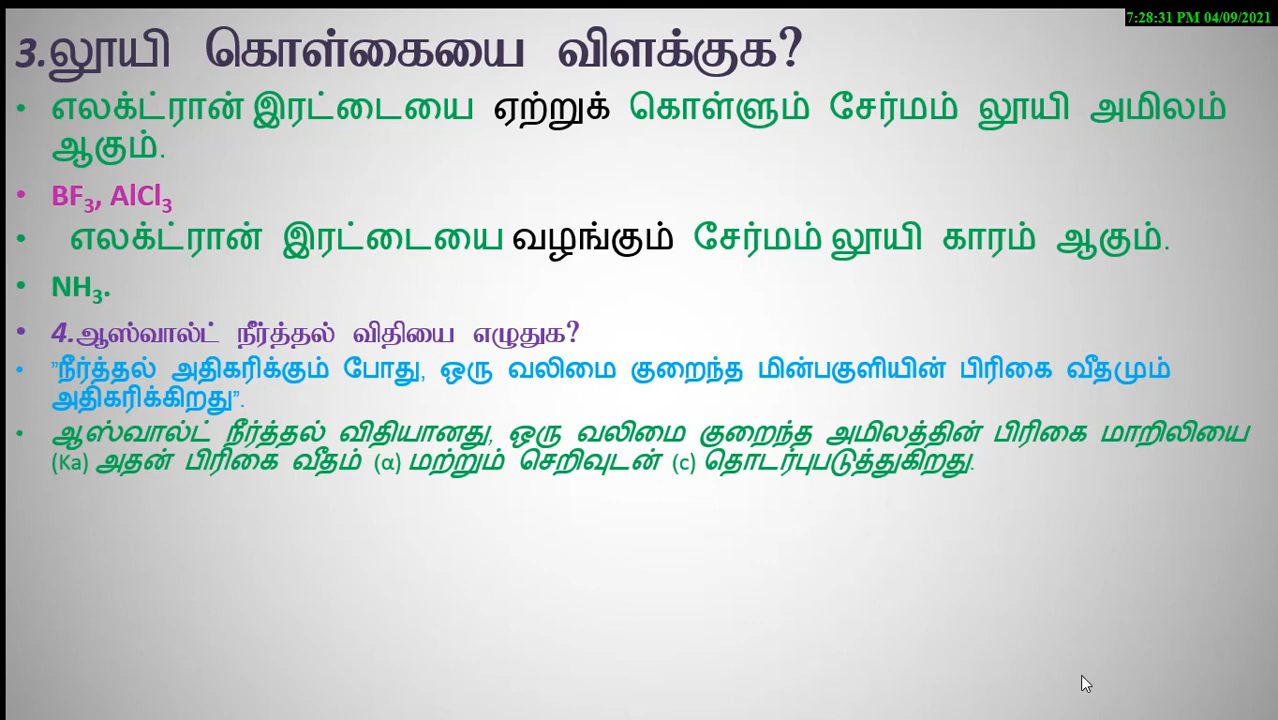 7:28:31 PM 04/09/2021
3.லூயி கொள்கையை விளக்குக?
• எலக்ட்ரான் இரட்டையை ஏற்றுக் கொள்ளும் சேர்மம் லூயி அமிலம்
ஆகும்.
• BF₃, AlCl₃
• எலக்ட்ரான் இரட்டையை வழங்கும் சேர்மம் லூயி காரம் ஆகும்.
• NH₃.
• 4.ஆஸ்வால்ட் நீர்த்தல் விதியை எழுதுக?
• ”நீர்த்தல் அதிகரிக்கும் போது, ஒரு வலிமை குறைந்த மின்பகுளியின் பிரிகை வீதமும்
அதிகரிக்கிறது”.
• ஆஸ்வால்ட் நீர்த்தல் விதியானது, ஒரு வலிமை குறைந்த அமிலத்தின் பிரிகை மாறிலியை
(Ka) அதன் பிரிகை வீதம் (α) மற்றும் செறிவுடன் (c) தொடர்புபடுத்துகிறது.